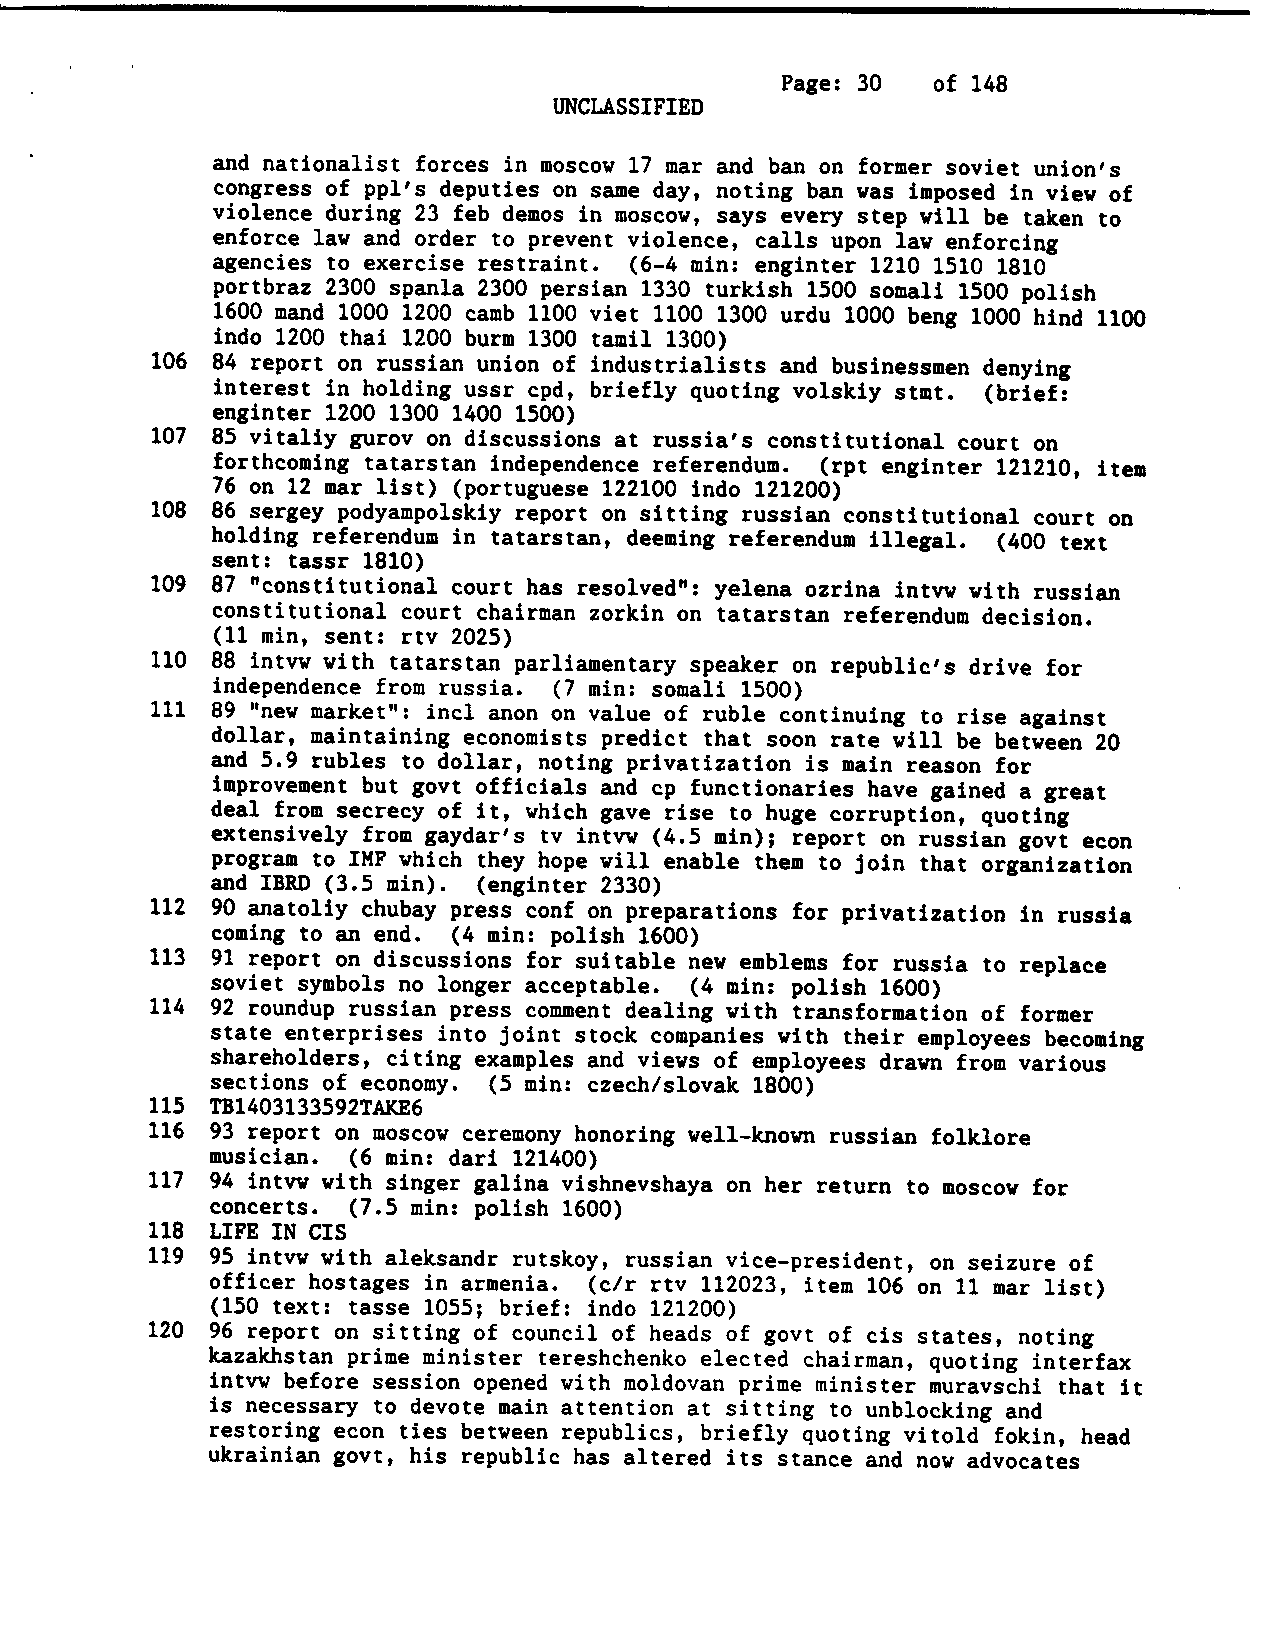 Page: 30 of 148
UNCLASSIFIED
and nationalist forces in moscow 17 mar and ban on former soviet union's
congress of ppl's deputies on same day, noting ban was imposed in view of
violence during 23 feb demos in moscow, says every step will be taken to
enforce law and order to prevent violence, calls upon law enforcing
agencies to exercise restraint. (6-4 min: enginter 1210 1510 1810
portbraz 2300 spanla 2300 persian 1330 turkish 1500 somali 1500 polish
1600 mand 1000 1200 camb 1100 viet 1100 1300 urdu 1000 beng 1000 hind 1100
indo 1200 thai 1200 burm 1300 tamil 1300)
106 84 report on russian union of industrialists and businessmen denying
interest in holding ussr cpd, briefly quoting volskiy stmt. (brief:
enginter 1200 1300 1400 1500)
107 85 vitaliy gurov on discussions at russia's constitutional court on
forthcoming tatarstan independence referendum. (rpt enginter 121210, item
76 on 12 mar list) (portuguese 122100 indo 121200)
108 86 sergey podyampolskiy report on sitting russian constitutional court on
holding referendum in tatarstan, deeming referendum illegal. (400 text
sent: tassr 1810)
109 87 "constitutional court has resolved": yelena ozrina intvw with russian
constitutional court chairman zorkin on tatarstan referendum decision.
(11 min, sent: rtv 2025)
110 88 intvw with tatarstan parliamentary speaker on republic's drive for
independence from russia. (7 min: somali 1500)
111 89 "new market": incl anon on value of ruble continuing to rise against
dollar, maintaining economists predict that soon rate will be between 20
and 5.9 rubles to dollar, noting privatization is main reason for
improvement but govt officials and cp functionaries have gained a great
deal from secrecy of it, which gave rise to huge corruption, quoting
extensively from gaydar's tv intvw (4.5 min); report on russian govt econ
program to IMF which they hope will enable them to join that organization
and IBRD (3.5 min). (enginter 2330)
112 90 anatoliy chubay press conf on preparations for privatization in russia
coming to an end. (4 min: polish 1600)
113 91 report on discussions for suitable new emblems for russia to replace
soviet symbols no longer acceptable. (4 min: polish 1600)
114 92 roundup russian press comment dealing with transformation of former
state enterprises into joint stock companies with their employees becoming
shareholders, citing examples and views of employees drawn from various
sections of economy. (5 min: czech/slovak 1800)
115 TB1403133592TAKE6
116 93 report on moscow ceremony honoring well-known russian folklore
musician. (6 min: dari 121400)
117 94 intvw with singer galina vishnevshaya on her return to moscow for
concerts. (7.5 min: polish 1600)
118 LIFE IN CIS
119 95 intvw with aleksandr rutskoy, russian vice-president, on seizure of
officer hostages in armenia. (c/r rtv 112023, item 106 on 11 mar list)
(150 text: tasse 1055; brief: indo 121200)
120 96 report on sitting of council of heads of govt of cis states, noting
kazakhstan prime minister tereshchenko elected chairman, quoting interfax
intvw before session opened with moldovan prime minister muravschi that it
is necessary to devote main attention at sitting to unblocking and
restoring econ ties between republics, briefly quoting vitold fokin, head
ukrainian govt, his republic has altered its stance and now advocates